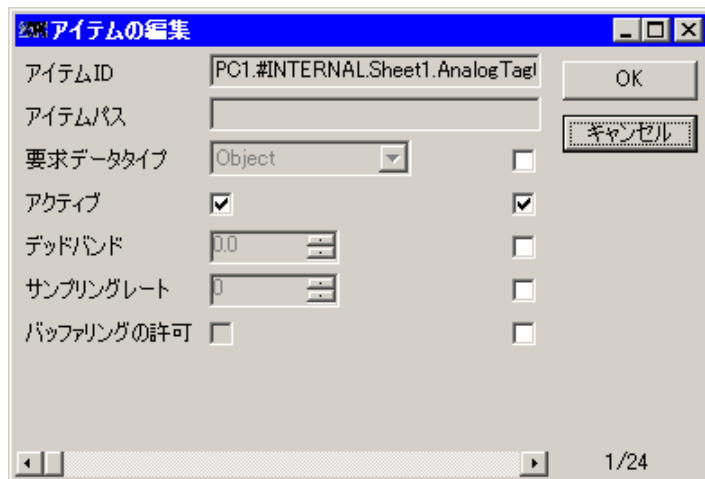 アイテムの編集
アイテムID PC1.#INTERNAL.Sheet1.AnalogTag OK
アイテムパス キャンセル
要求データタイプ Object
アクティブ
デッドバンド 0.0
サンプリングレート 0
バッファリングの許可
1/24